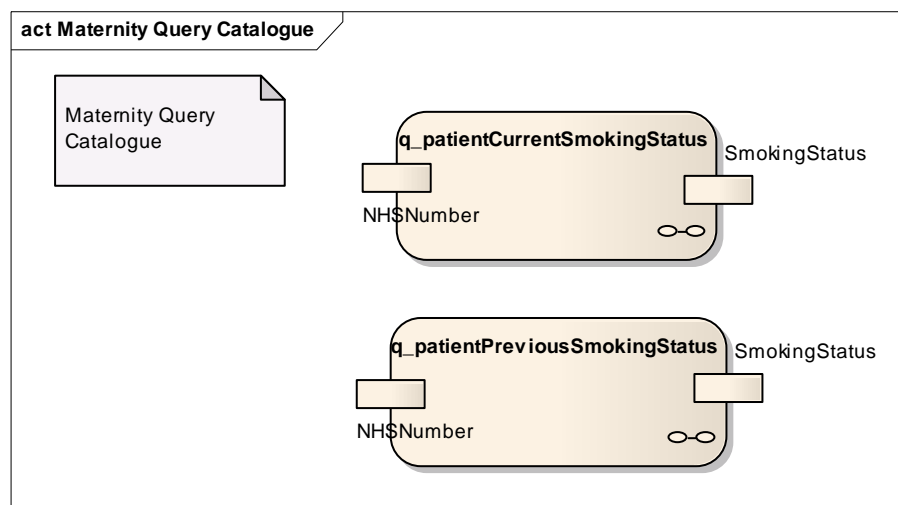 act Maternity Query Catalogue
Maternity Query
Catalogue
q_patientCurrentSmokingStatus
SmokingStatus
NHSNumber
q_patientPreviousSmokingStatus
SmokingStatus
NHSNumber